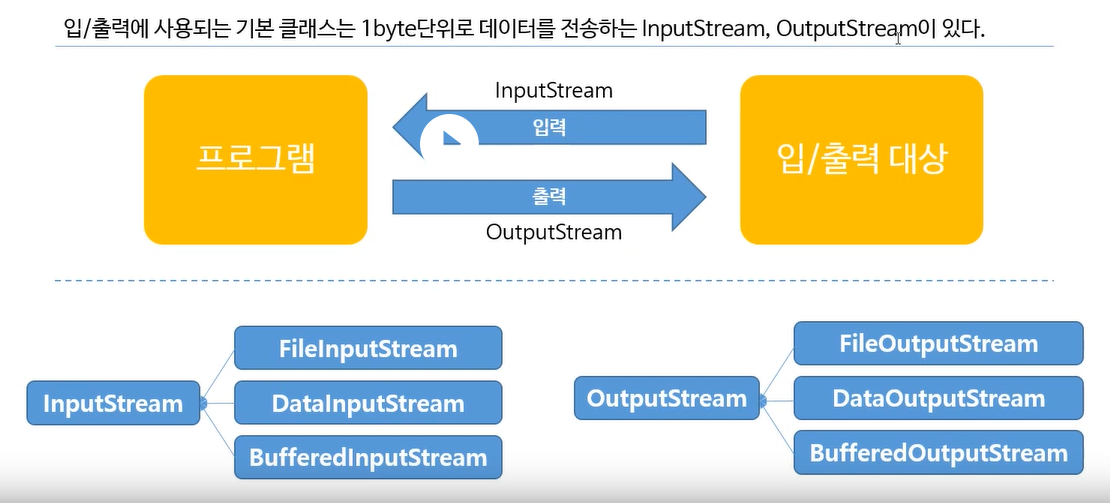 입/출력에 사용되는 기본 클래스는 1byte단위로 데이터를 전송하는 InputStream, OutputStream이 있다.
InputStream
입력
프로그램
입/출력 대상
출력
OutputStream
InputStream
FileInputStream
DataInputStream
BufferedInputStream
OutputStream
FileOutputStream
DataOutputStream
BufferedOutputStream